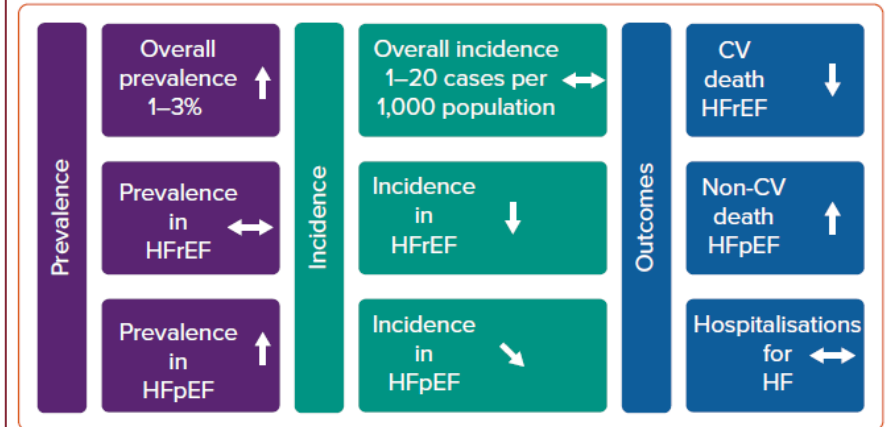 Prevalence
Overall
prevalence
1–3%
Prevalence
in
HFrEF
Prevalence
in
HFpEF
Incidence
Overall incidence
1–20 cases per
1,000 population
Incidence
in
HFrEF
Incidence
in
HFpEF
Outcomes
CV
death
HFrEF
Non-CV
death
HFpEF
Hospitalisations
for
HF